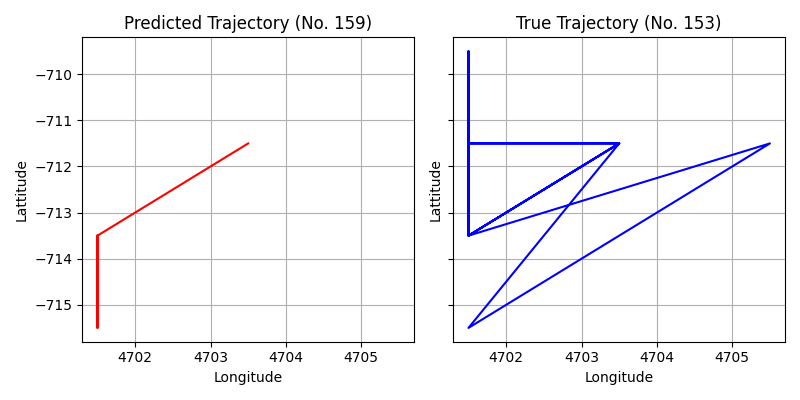 Predicted Trajectory (No. 159)
True Trajectory (No. 153)
−710
−711
−712
−713
−714
−715
Lattitude
Lattitude
4702 4703 4704 4705
4702 4703 4704 4705
Longitude
Longitude